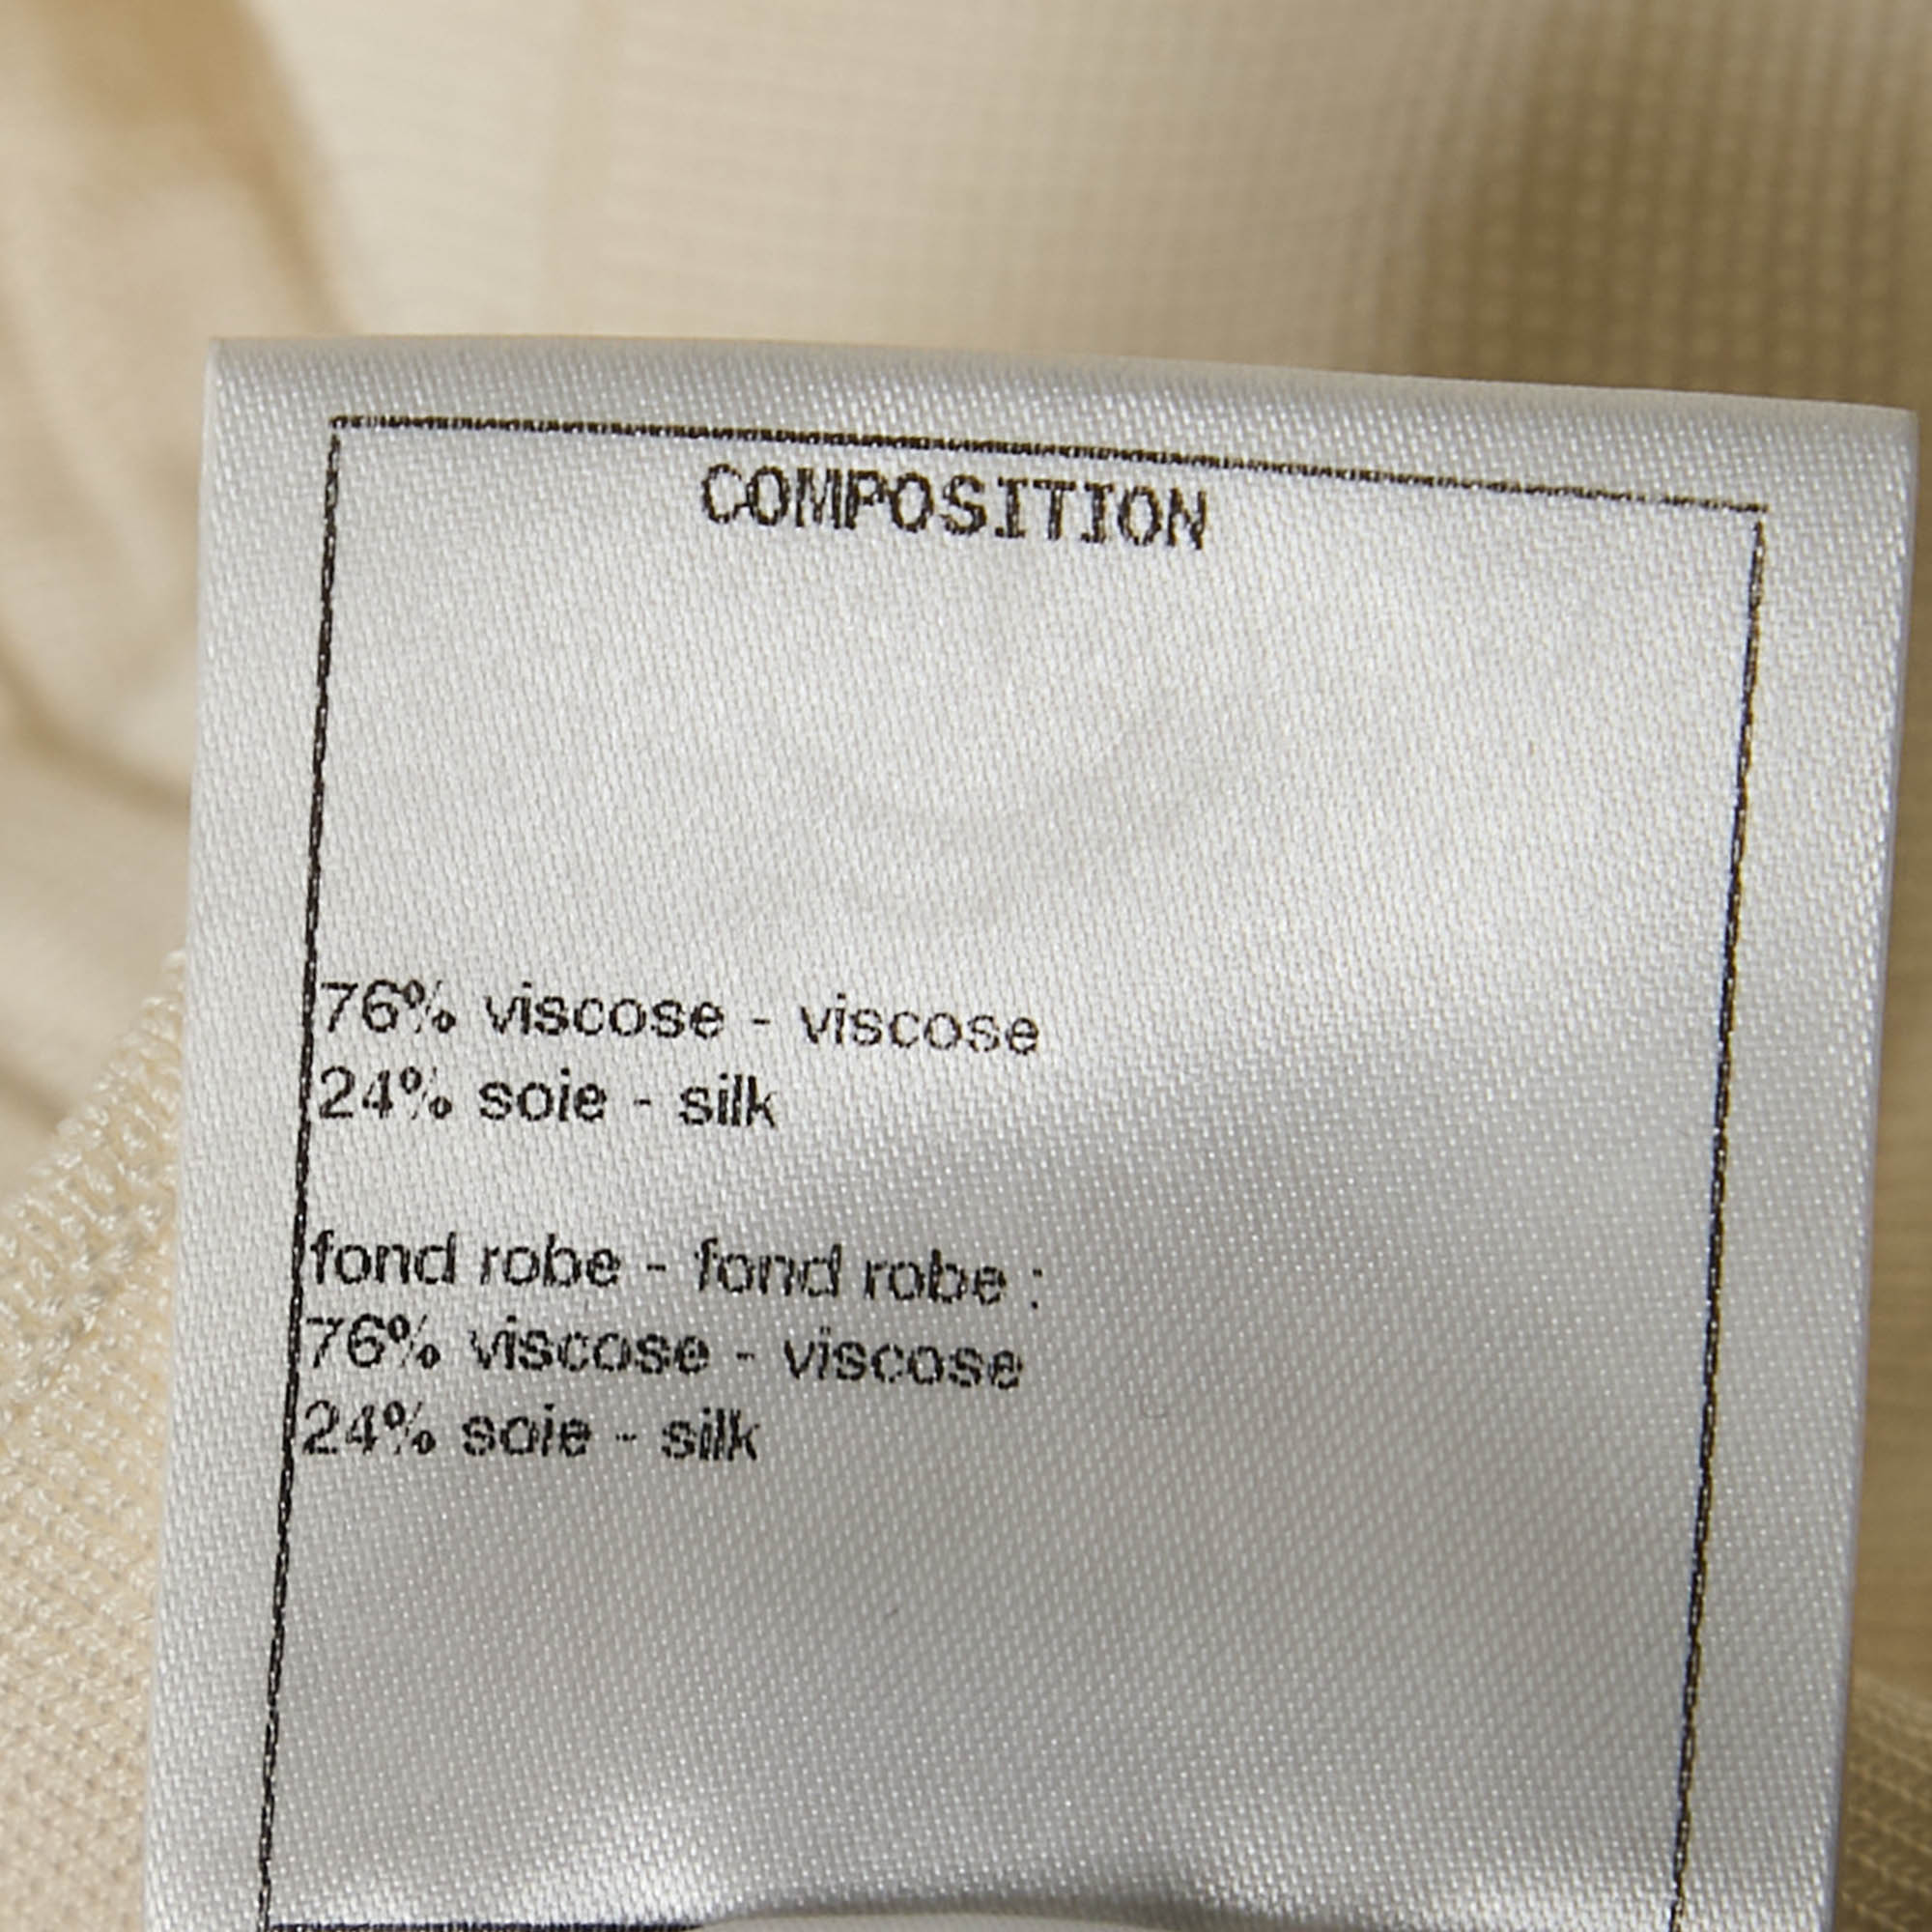 COMPOSITION
76% viscose - viscose
24% soie - silk
fond robe - fond robe :
76% viscose - viscose
24% soie - silk